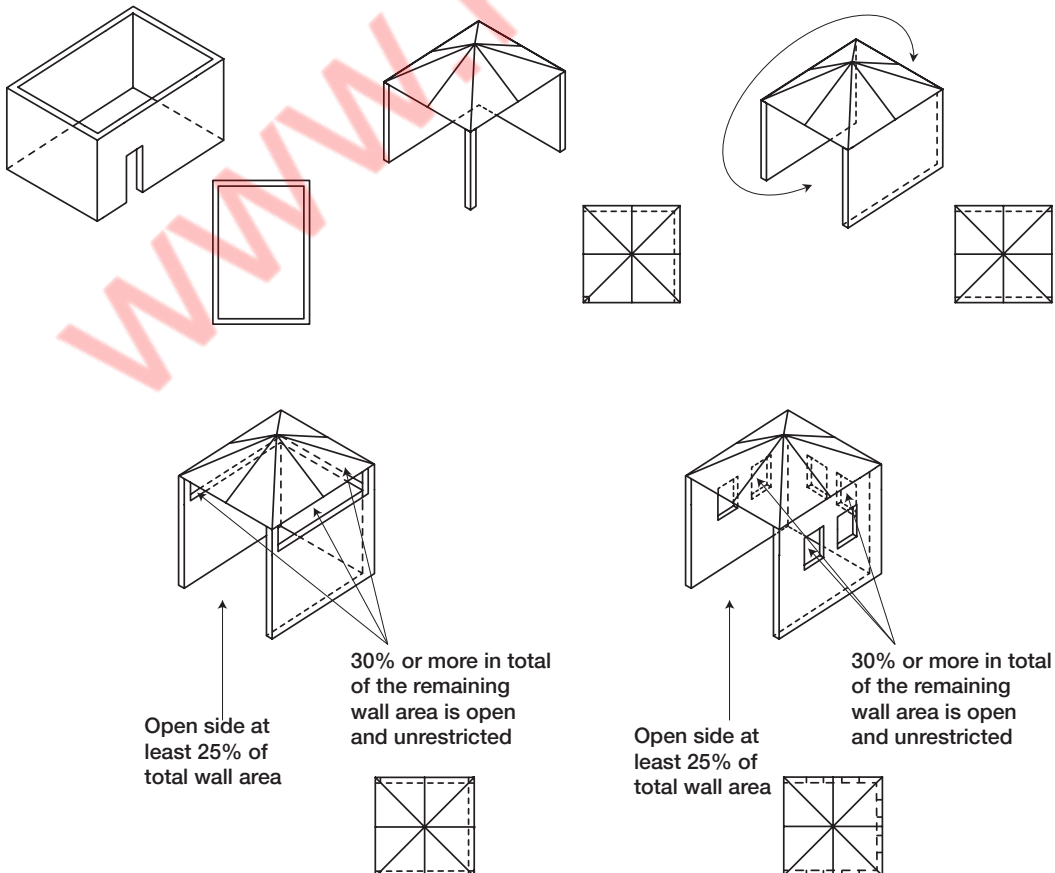 www.
30% or more in total
of the remaining
wall area is open
and unrestricted
Open side at
least 25% of
total wall area
30% or more in total
of the remaining
wall area is open
and unrestricted
Open side at
least 25% of
total wall area